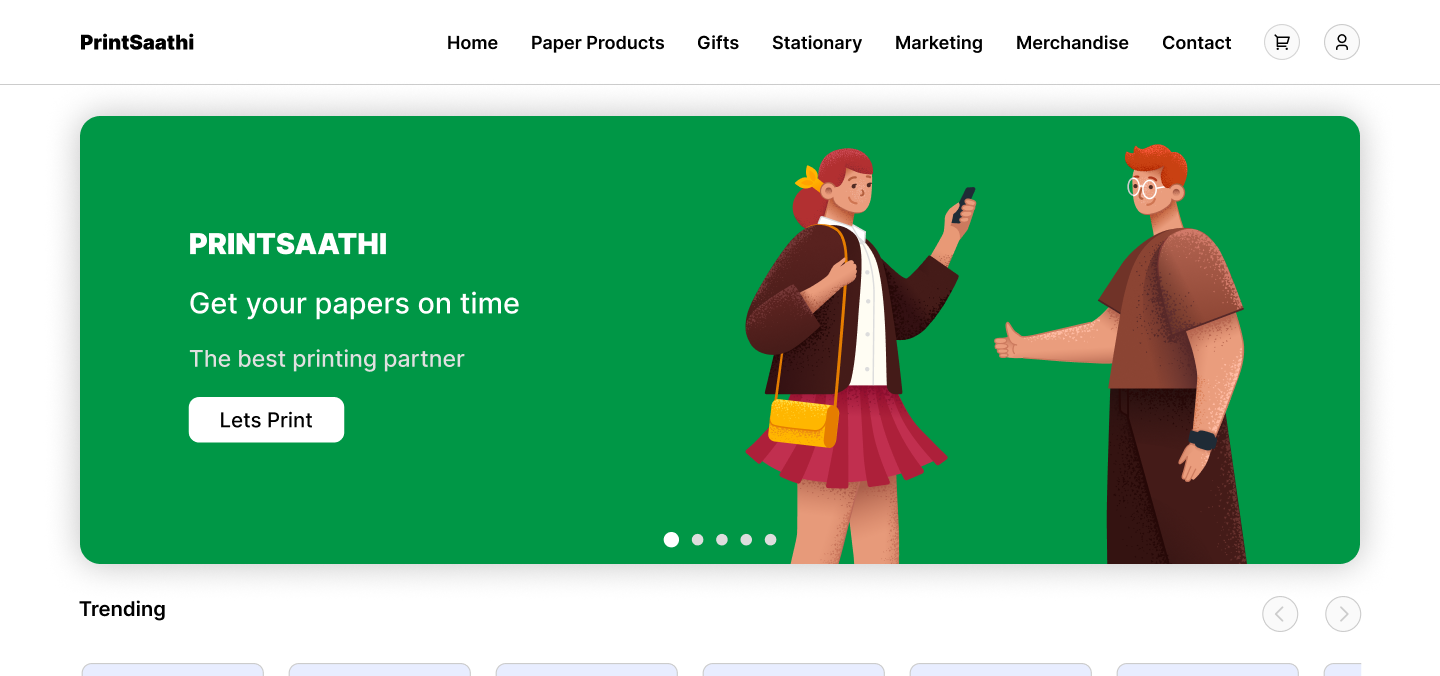 PrintSaathi Home Paper Products Gifts Stationary Marketing Merchandise Contact
PRINTSAATHI
Get your papers on time
The best printing partner
Lets Print
Trending